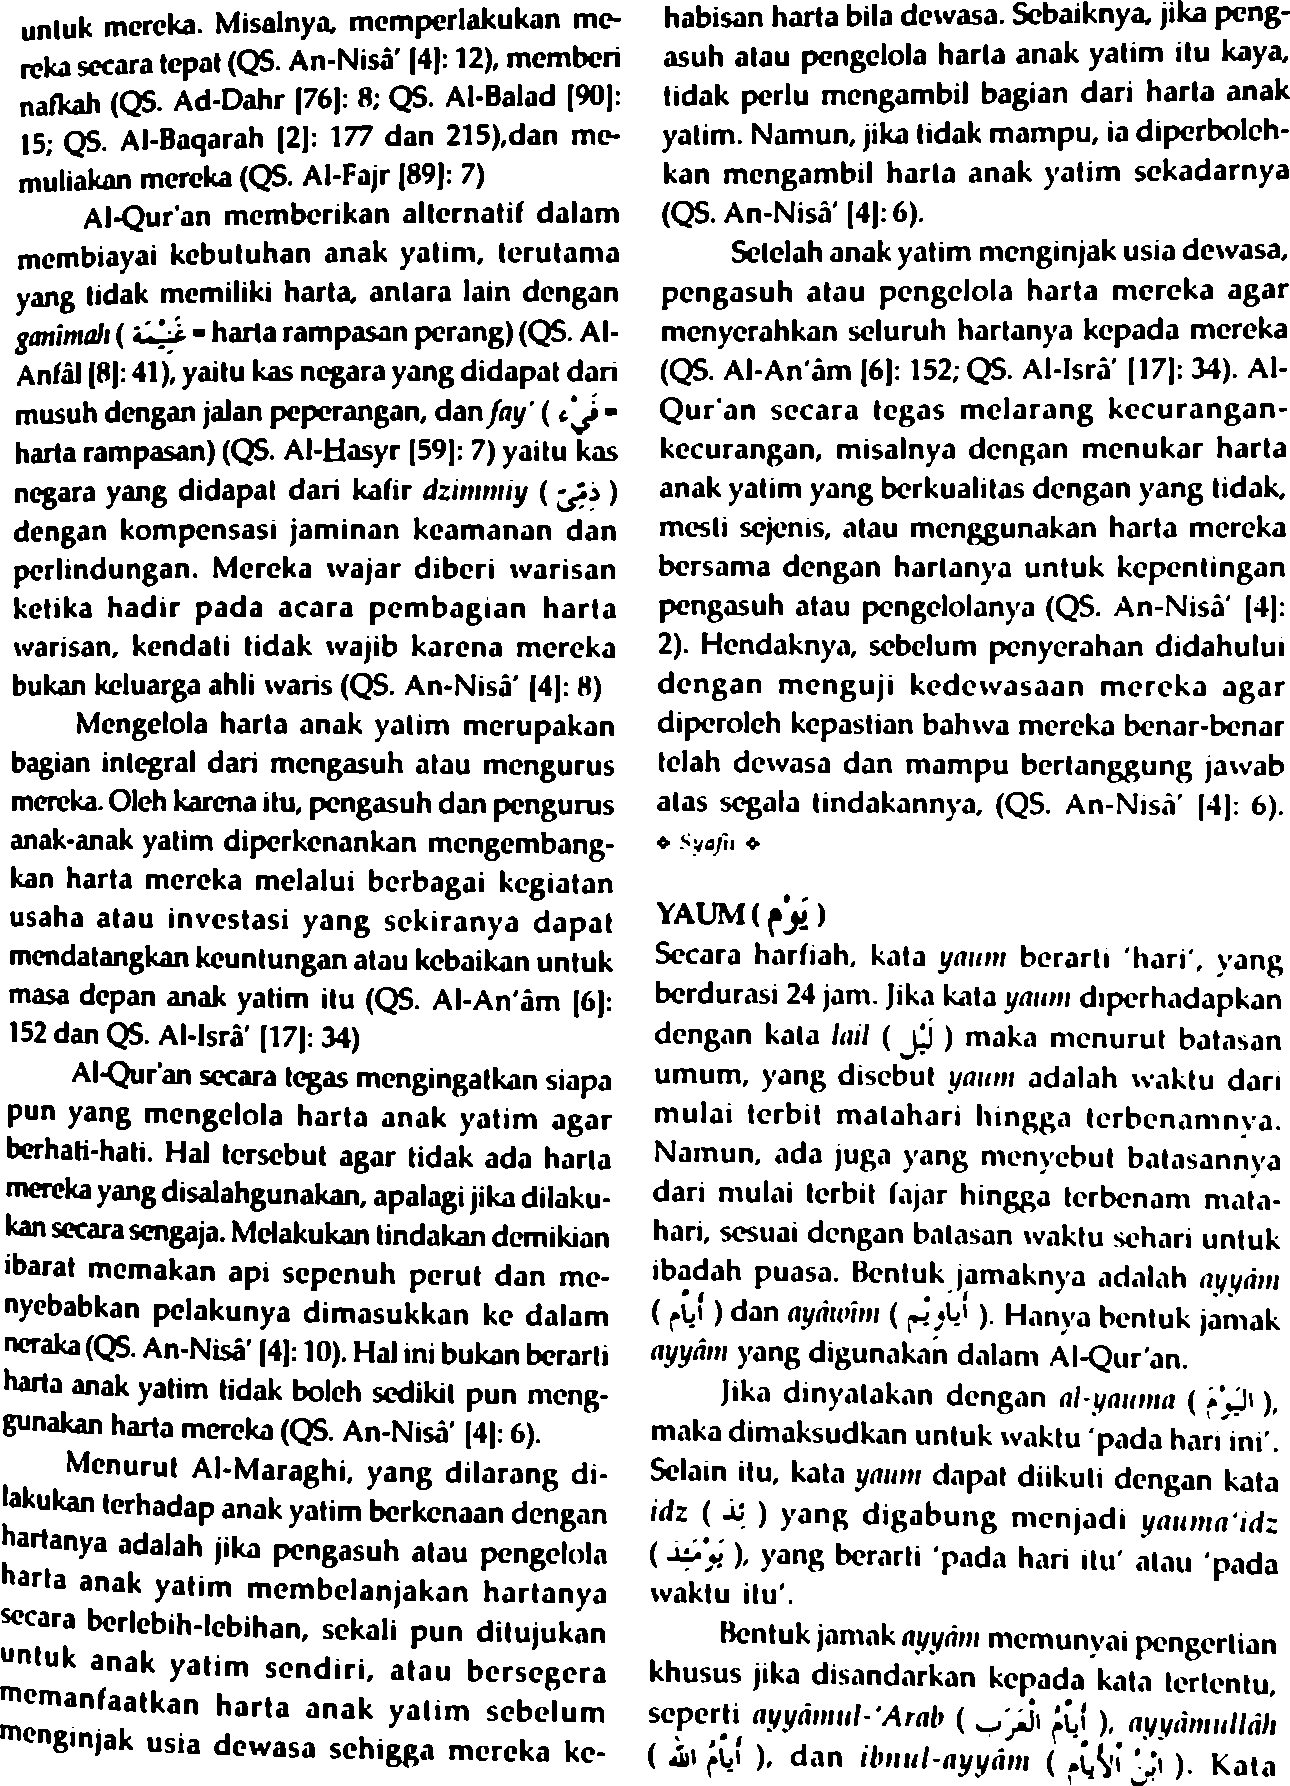 untuk mereka. Misalnya, memperlakukan me-
reka secara tepat (QS. An-Nisâ' [4]: 12), memberi
nafkah (QS. Ad-Dahr [76]: 8; QS. Al-Balad [90]:
15; QS. Al-Baqarah [2]: 177 dan 215),dan me-
muliakan mereka (QS. Al-Fajr [89]: 7)
Al-Qur'an memberikan alternatif dalam
membiayai kebutuhan anak yatim, terutama
yang tidak memiliki harta, antara lain dengan
ganimah ( غَنِيْمَة = harta rampasan perang) (QS. Al-
Anfâl [8]: 41), yaitu kas negara yang didapat dari
musuh dengan jalan peperangan, dan fay' ( فَيْء =
harta rampasan) (QS. Al-Hasyr [59]: 7) yaitu kas
negara yang didapat dari kafir dzimmiy ( ذِمِّيّ )
dengan kompensasi jaminan keamanan dan
perlindungan. Mereka wajar diberi warisan
ketika hadir pada acara pembagian harta
warisan, kendati tidak wajib karena mereka
bukan keluarga ahli waris (QS. An-Nisâ' [4]: 8)
Mengelola harta anak yatim merupakan
bagian integral dari mengasuh atau mengurus
mereka. Oleh karena itu, pengasuh dan pengurus
anak-anak yatim diperkenankan mengembang-
kan harta mereka melalui berbagai kegiatan
usaha atau investasi yang sekiranya dapat
mendatangkan keuntungan atau kebaikan untuk
masa depan anak yatim itu (QS. Al-An'âm [6]:
152 dan QS. Al-Isrâ' [17]: 34)
Al-Qur'an secara tegas mengingatkan siapa
pun yang mengelola harta anak yatim agar
berhati-hati. Hal tersebut agar tidak ada harta
mereka yang disalahgunakan, apalagi jika dilaku-
kan secara sengaja. Melakukan tindakan demikian
ibarat memakan api sepenuh perut dan me-
nyebabkan pelakunya dimasukkan ke dalam
neraka (QS. An-Nisâ' [4]: 10). Hal ini bukan berarti
harta anak yatim tidak boleh sedikit pun meng-
gunakan harta mereka (QS. An-Nisâ' [4]: 6).
Menurut Al-Maraghi, yang dilarang di-
lakukan terhadap anak yatim berkenaan dengan
hartanya adalah jika pengasuh atau pengelola
harta anak yatim membelanjakan hartanya
secara berlebih-lebihan, sekali pun ditujukan
untuk anak yatim sendiri, atau bersegera
memanfaatkan harta anak yatim sebelum
menginjak usia dewasa sehigga mereka ke-
habisan harta bila dewasa. Sebaiknya, jika peng-
asuh atau pengelola harta anak yatim itu kaya,
tidak perlu mengambil bagian dari harta anak
yatim. Namun, jika tidak mampu, ia diperboleh-
kan mengambil harta anak yatim sekadarnya
(QS. An-Nisâ' [4]: 6).
Setelah anak yatim menginjak usia dewasa,
pengasuh atau pengelola harta mereka agar
menyerahkan seluruh hartanya kepada mereka
(QS. Al-An'âm [6]: 152; QS. Al-Isrâ' [17]: 34). Al-
Qur'an secara tegas melarang kecurangan-
kecurangan, misalnya dengan menukar harta
anak yatim yang berkualitas dengan yang tidak,
mesti sejenis, atau menggunakan harta mereka
bersama dengan hartanya untuk kepentingan
pengasuh atau pengelolanya (QS. An-Nisâ' [4]:
2). Hendaknya, sebelum penyerahan didahului
dengan menguji kedewasaan mereka agar
diperoleh kepastian bahwa mereka benar-benar
telah dewasa dan mampu bertanggung jawab
atas segala tindakannya, (QS. An-Nisâ' [4]: 6).
❖ Syafii ❖
YAUM ( يَوْم )
Secara harfiah, kata yaum berarti 'hari', yang
berdurasi 24 jam. Jika kata yaum diperhadapkan
dengan kata lail ( لَيْل ) maka menurut batasan
umum, yang disebut yaum adalah waktu dari
mulai terbit matahari hingga terbenamnya.
Namun, ada juga yang menyebut batasannya
dari mulai terbit fajar hingga terbenam mata-
hari, sesuai dengan batasan waktu sehari untuk
ibadah puasa. Bentuk jamaknya adalah ayyâm
( أَيَّام ) dan ayâwîm ( أَيَاوِيْم ). Hanya bentuk jamak
ayyâm yang digunakan dalam Al-Qur'an.
Jika dinyatakan dengan al-yauma ( اَلْيَوْمَ ),
maka dimaksudkan untuk waktu 'pada hari ini'.
Selain itu, kata yaum dapat diikuti dengan kata
idz ( ئِذ ) yang digabung menjadi yauma'idz
( يَوْمَئِذ ), yang berarti 'pada hari itu' atau 'pada
waktu itu'.
Bentuk jamak ayyâm memunyai pengertian
khusus jika disandarkan kepada kata tertentu,
seperti ayyâmul-'Arab ( أَيَّامُ الْعَرَب ), ayyâmullâh
( أَيَّامُ الله ), dan ibnul-ayyâm ( اِبْنُ الْأَيَّام ). Kata